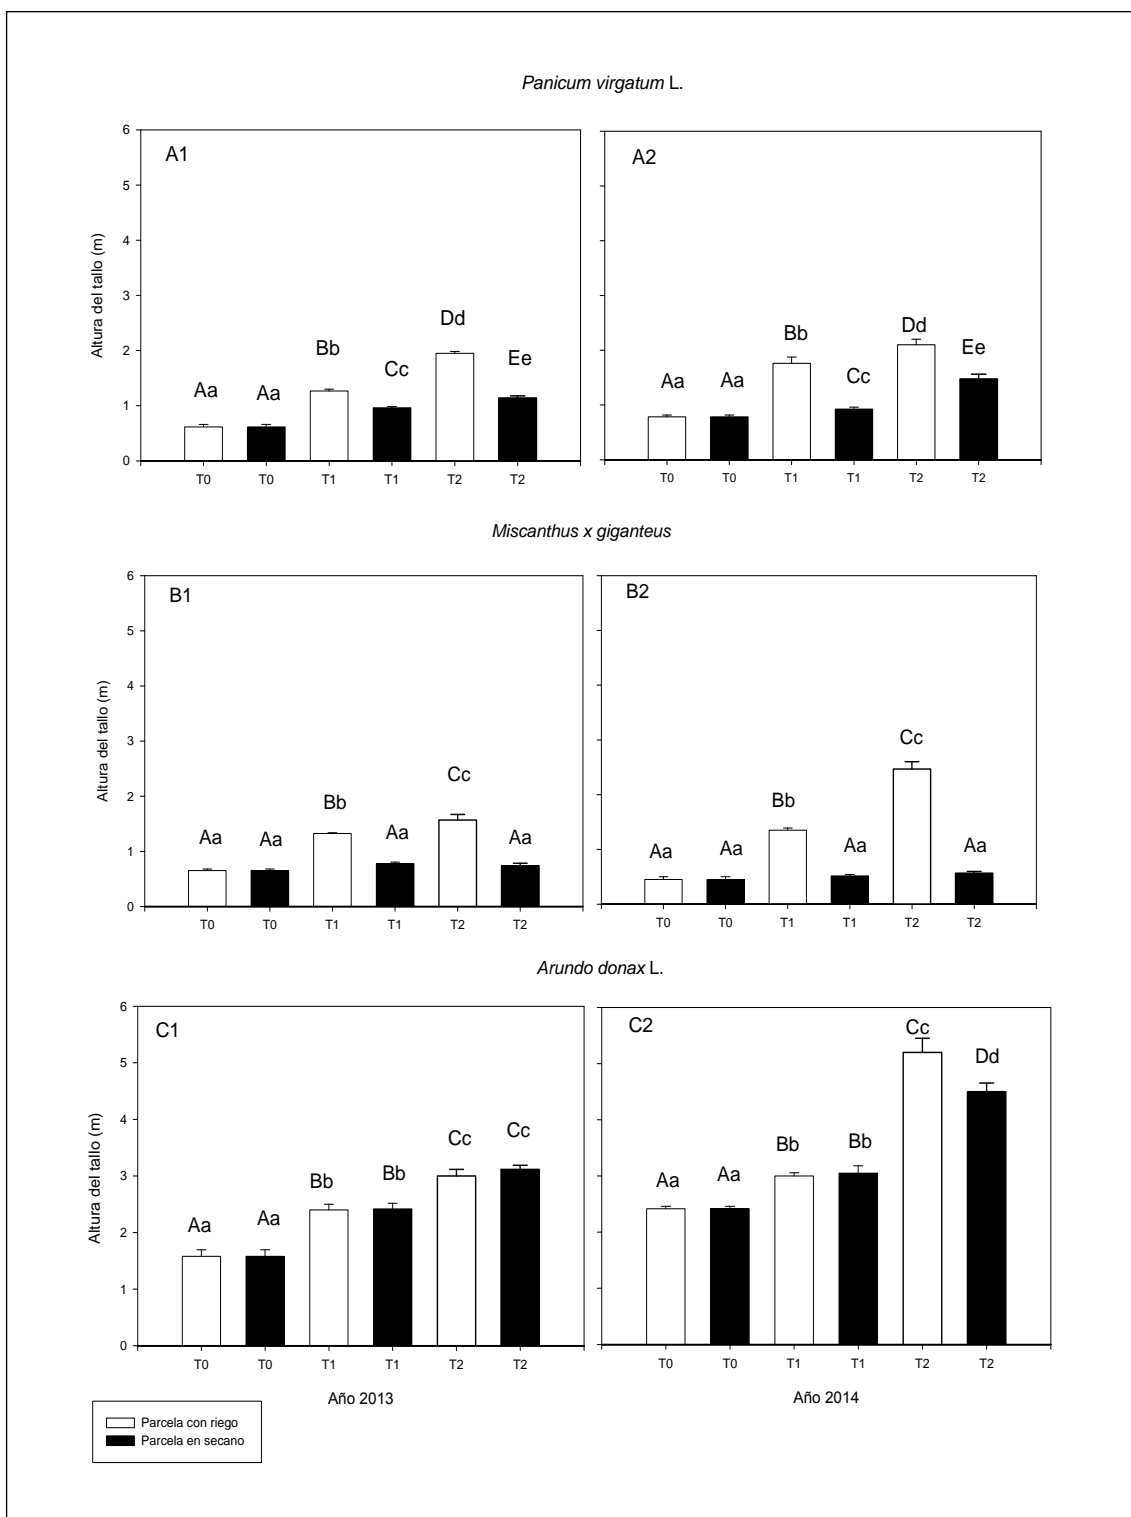 Panicum virgatum L.
A1
A2
Altura del tallo (m)
6
5
4
3
2
1
0
Aa
Aa
Bb
Cc
Dd
Ee
Aa
Aa
Bb
Cc
Dd
Ee
T0 T0 T1 T1 T2 T2
T0 T0 T1 T1 T2 T2
Miscanthus x giganteus
B1
B2
Altura del tallo (m)
6
5
4
3
2
1
0
Aa
Aa
Bb
Aa
Cc
Aa
Aa
Aa
Bb
Aa
Cc
Aa
T0 T0 T1 T1 T2 T2
T0 T0 T1 T1 T2 T2
Arundo donax L.
C1
C2
Altura del tallo (m)
6
5
4
3
2
1
0
Aa
Aa
Bb
Bb
Cc
Cc
Aa
Aa
Bb
Bb
Cc
Dd
T0 T0 T1 T1 T2 T2
T0 T0 T1 T1 T2 T2
Año 2013
Año 2014
Parcela con riego
Parcela en secano